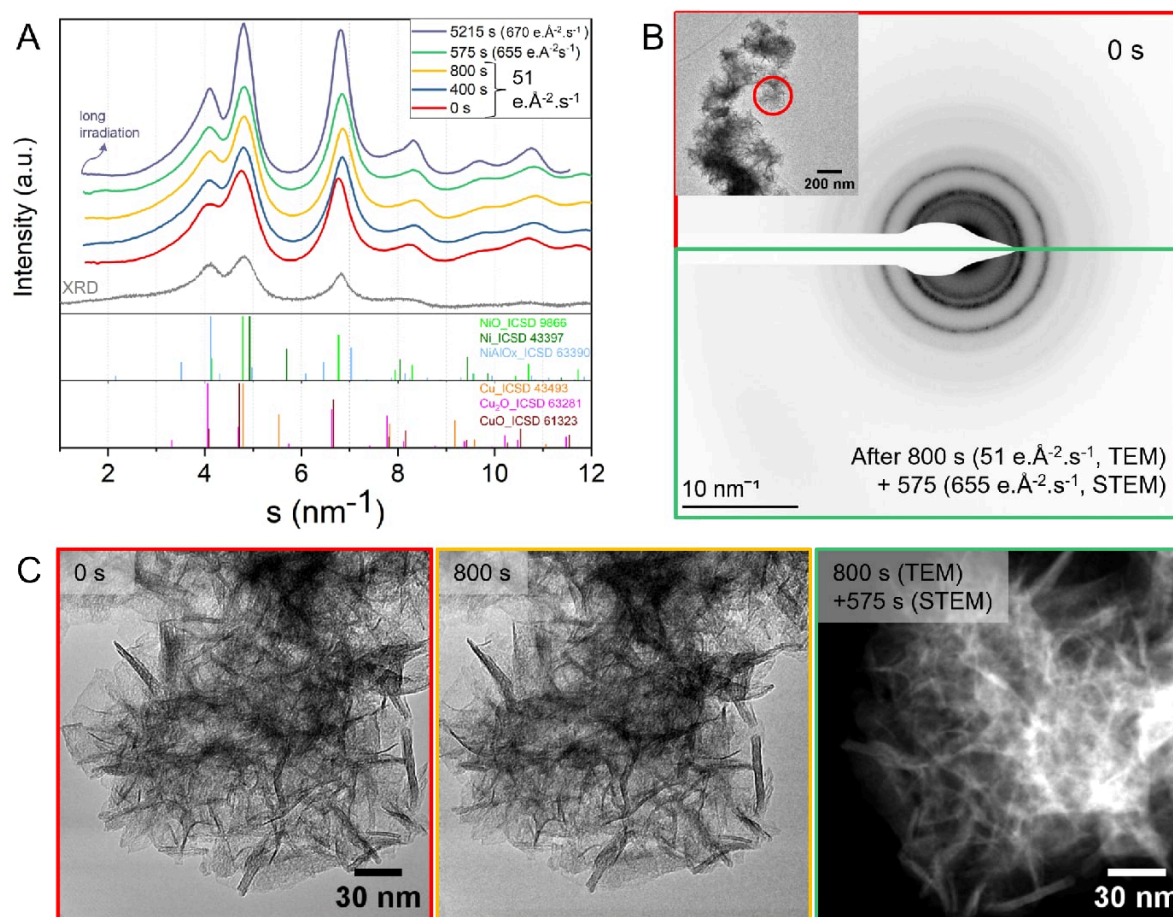 A
5215 s (670 e.Å⁻².s⁻¹)
575 s (655 e.A⁻²s⁻¹)
800 s
400 s
0 s
51
e.Å⁻².s⁻¹
long
irradiation
XRD
Intensity (a.u.)
NiO_ICSD 9866
Ni_ICSD 43397
NiAlOx_ICSD 63390
Cu_ICSD 43493
Cu₂O_ICSD 63281
CuO_ICSD 61323
2 4 6 8 10 12
s (nm⁻¹)
B
0 s
200 nm
After 800 s (51 e.Å⁻².s⁻¹, TEM)
+ 575 (655 e.Å⁻².s⁻¹, STEM)
10 nm⁻¹
C
0 s
30 nm
800 s
800 s (TEM)
+575 s (STEM)
30 nm